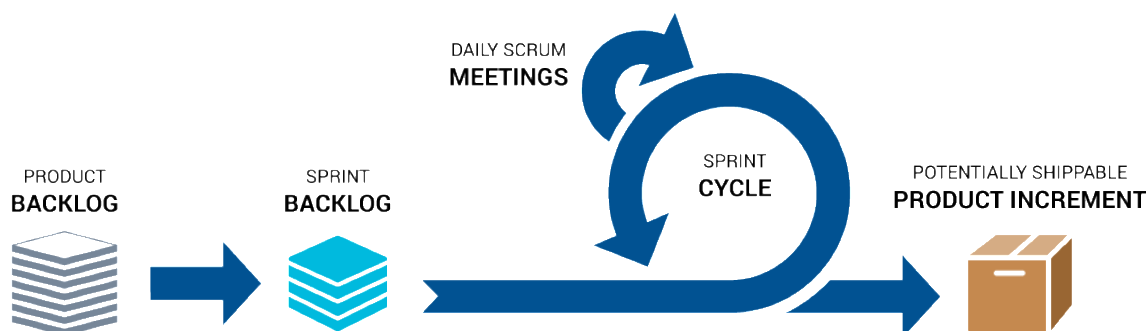 DAILY SCRUM
MEETINGS
PRODUCT
BACKLOG
SPRINT
BACKLOG
SPRINT
CYCLE
POTENTIALLY SHIPPABLE
PRODUCT INCREMENT